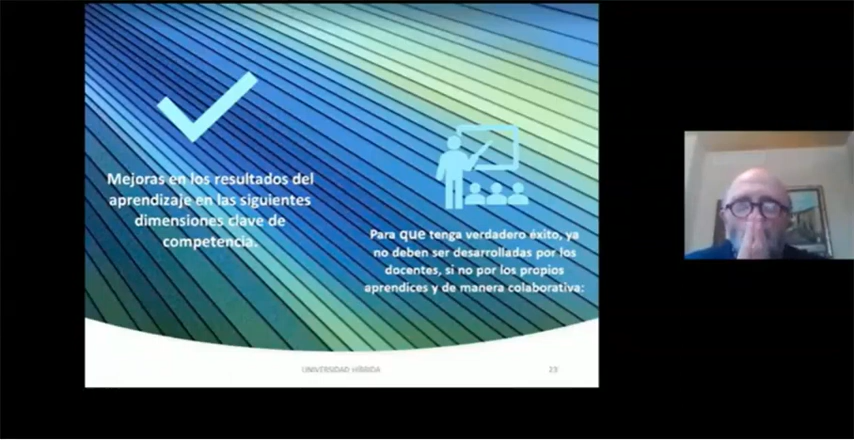 Mejoras en los resultados del
aprendizaje en las siguientes
dimensiones clave de
competencia.
Para que tenga verdadero éxito, ya
no deben ser desarrolladas por los
docentes, si no por los propios
aprendices y de manera colaborativa:
UNIVERSIDAD HÍBRIDA
23